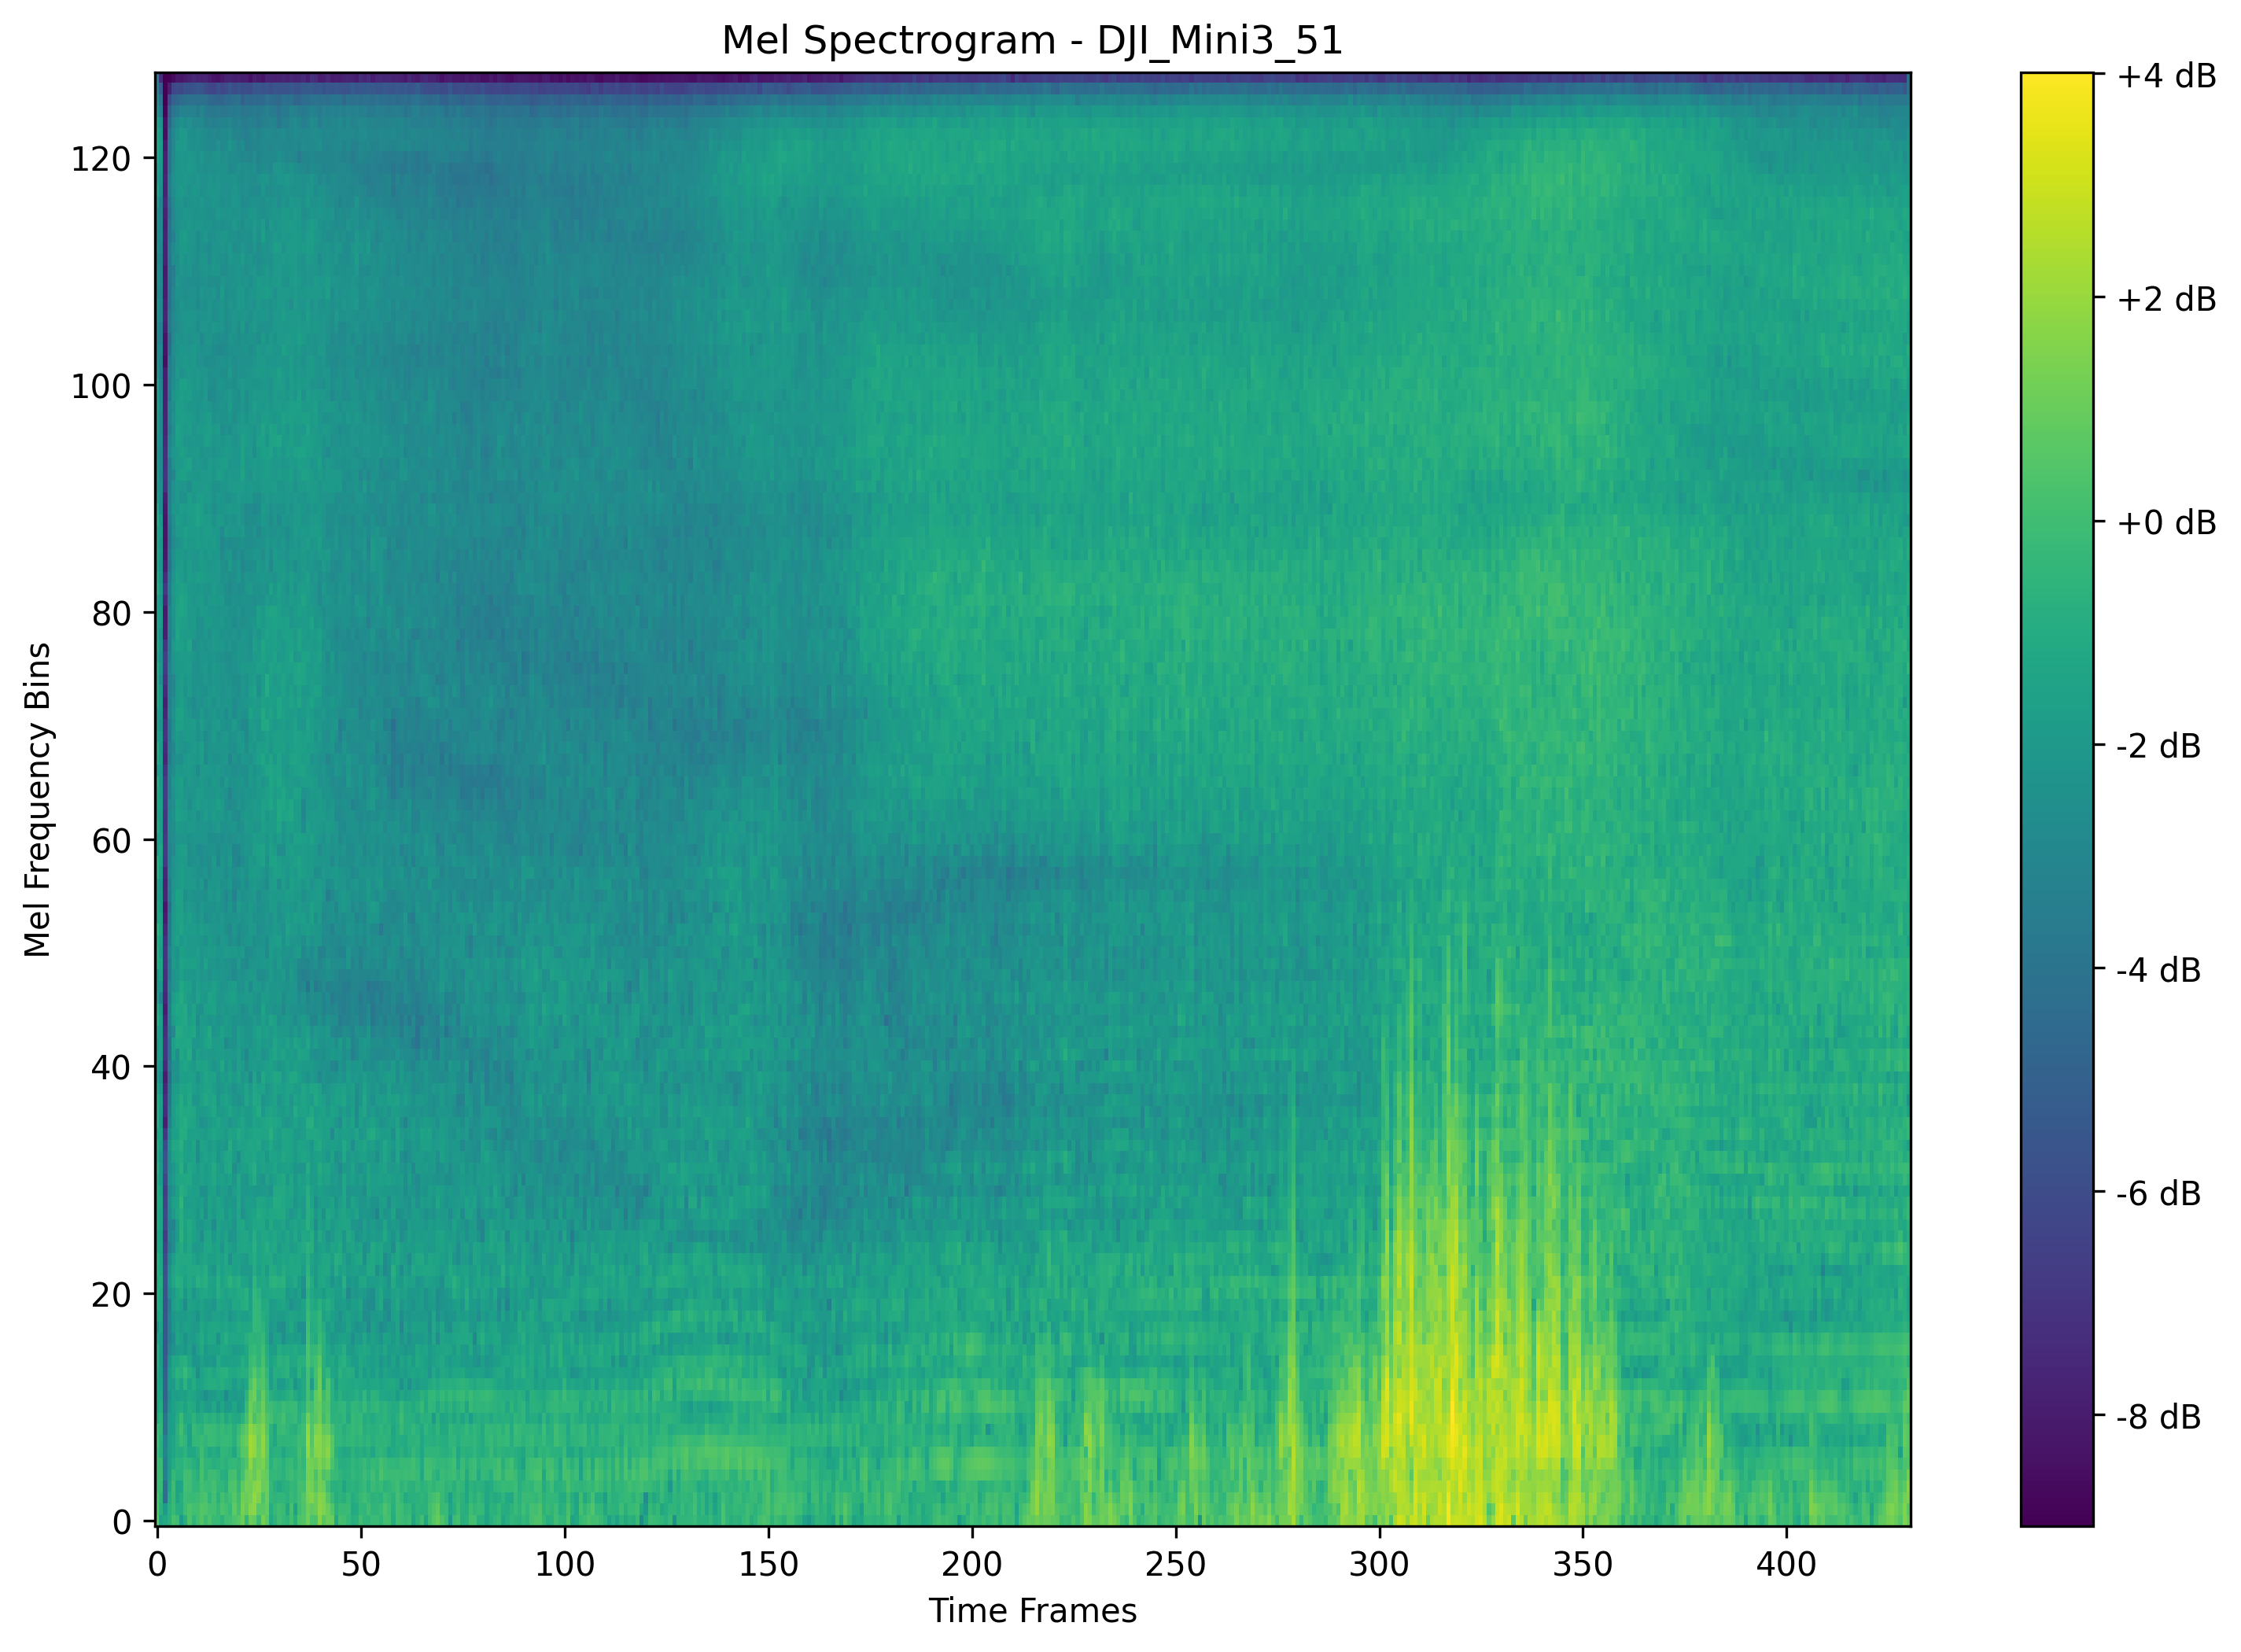 Mel Spectrogram - DJI_Mini3_51
Mel Frequency Bins
120
100
80
60
40
20
0
0 50 100 150 200 250 300 350 400
Time Frames
+4 dB
+2 dB
+0 dB
-2 dB
-4 dB
-6 dB
-8 dB